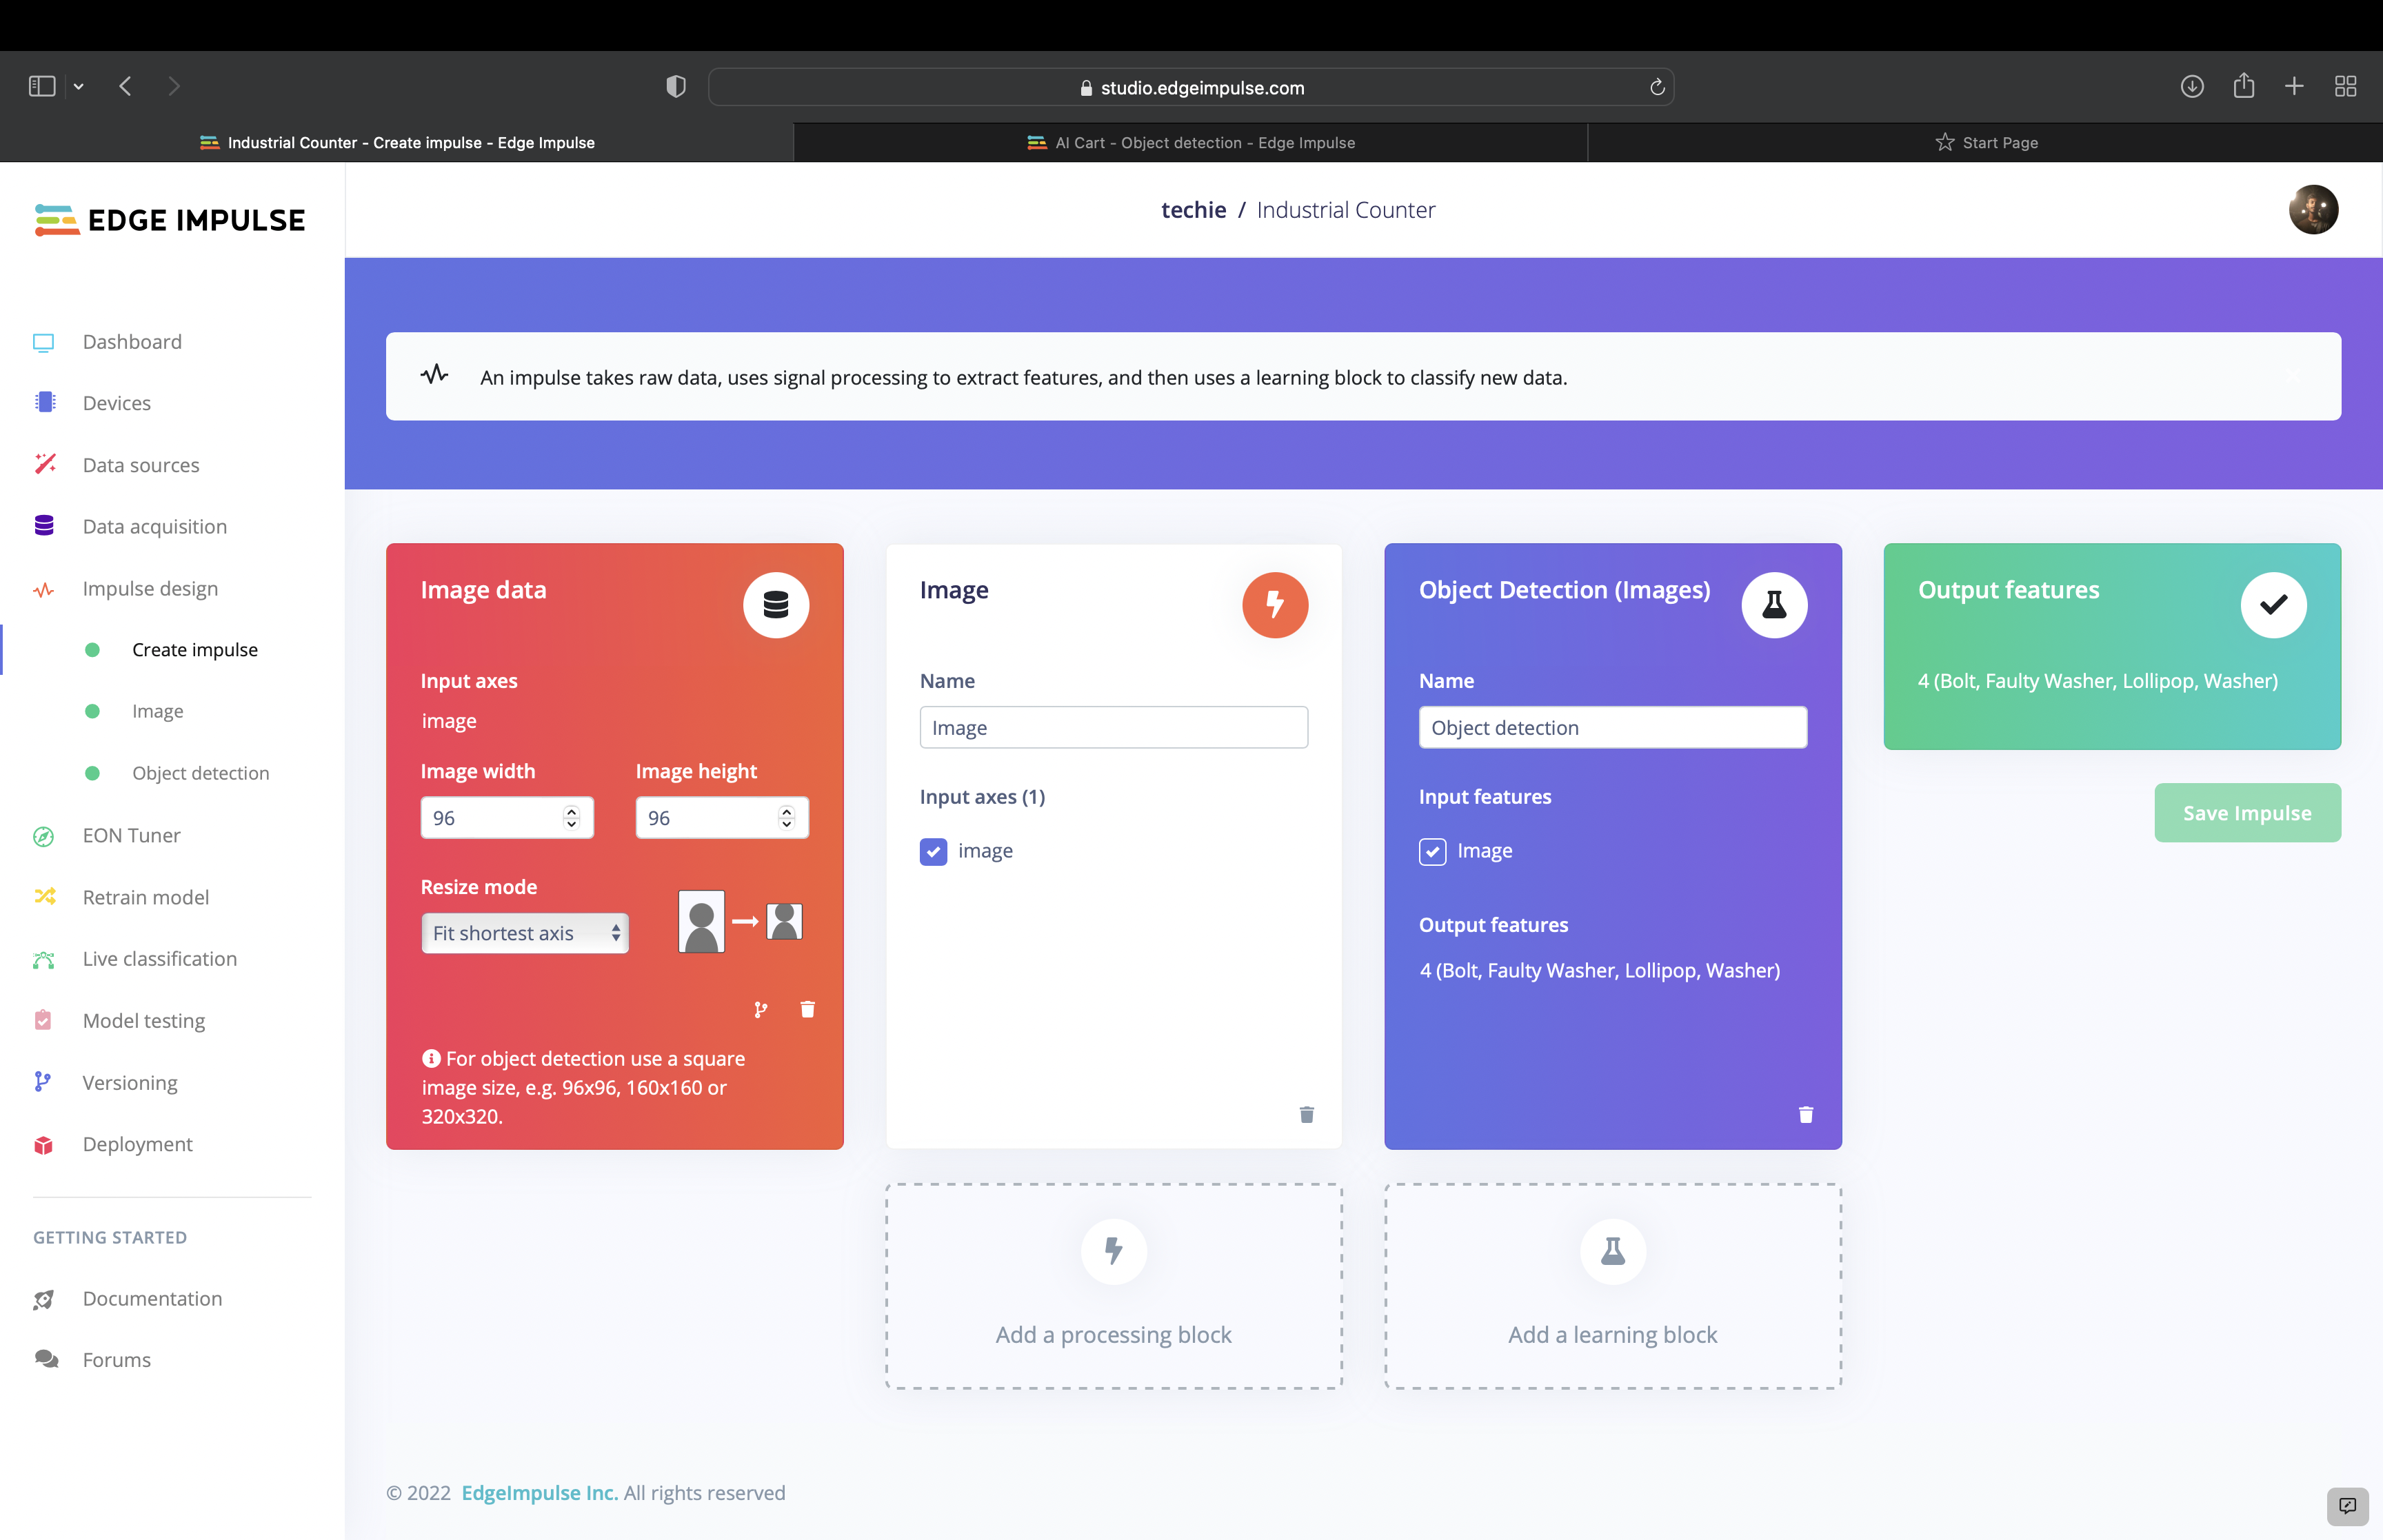 studio.edgeimpulse.com
Industrial Counter - Create impulse - Edge Impulse
AI Cart - Object detection - Edge Impulse
Start Page
EDGE IMPULSE
techie / Industrial Counter
Dashboard
Devices
Data sources
Data acquisition
Impulse design
Create impulse
Image
Object detection
EON Tuner
Retrain model
Live classification
Model testing
Versioning
Deployment
GETTING STARTED
Documentation
Forums
An impulse takes raw data, uses signal processing to extract features, and then uses a learning block to classify new data.
Image data
Input axes
image
Image width
Image height
96
96
Resize mode
Fit shortest axis
For object detection use a square
image size, e.g. 96x96, 160x160 or
320x320.
Image
Name
Image
Input axes (1)
image
Object Detection (Images)
Name
Object detection
Input features
Image
Output features
4 (Bolt, Faulty Washer, Lollipop, Washer)
Output features
4 (Bolt, Faulty Washer, Lollipop, Washer)
Save Impulse
Add a processing block
Add a learning block
© 2022 EdgeImpulse Inc. All rights reserved